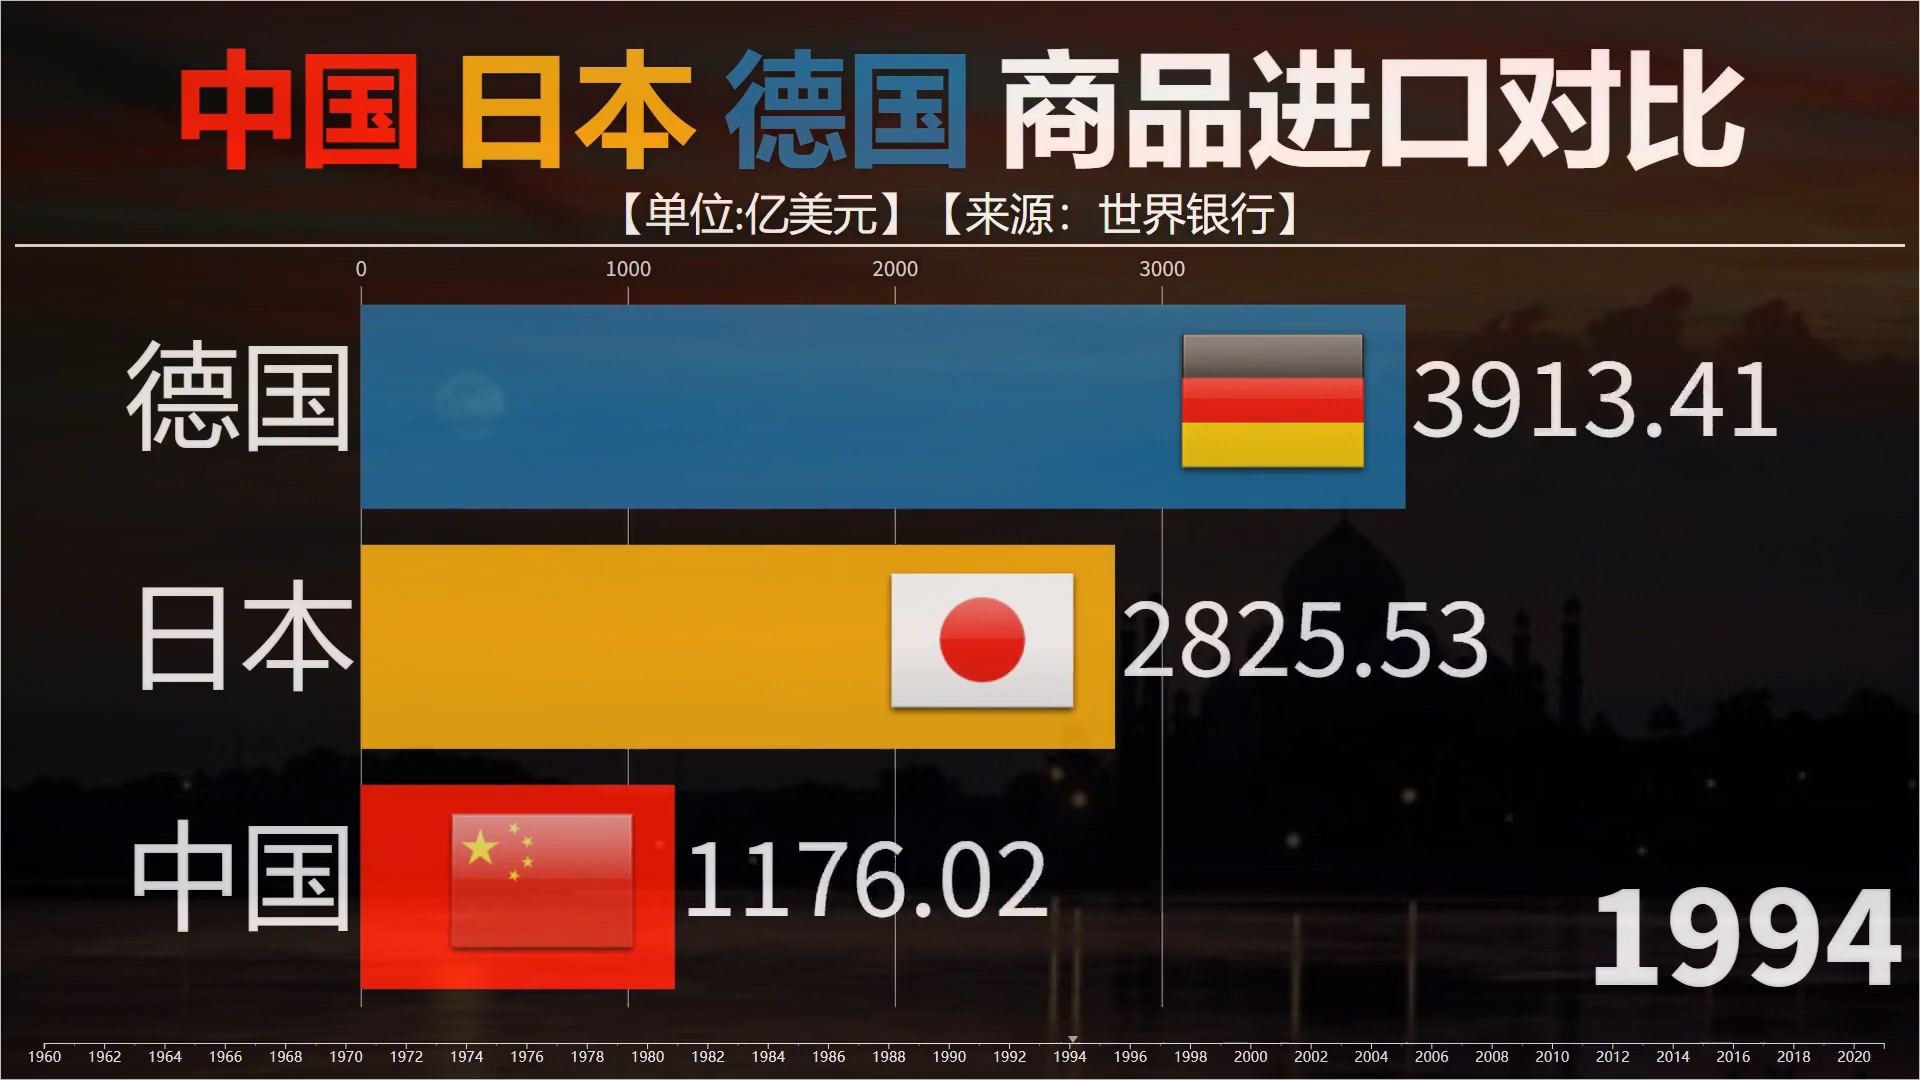 中国 日本 德国 商品进口对比
【单位:亿美元】【来源：世界银行】
0 1000 2000 3000
德国 3913.41
日本 2825.53
中国 1176.02
1994
1960 1962 1964 1966 1968 1970 1972 1974 1976 1978 1980 1982 1984 1986 1988 1990 1992 1994 1996 1998 2000 2002 2004 2006 2008 2010 2012 2014 2016 2018 2020